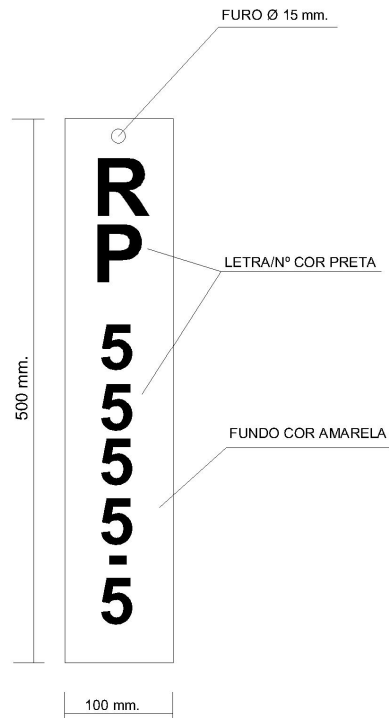 FURO Ø 15 mm.
R
P
LETRA/Nº COR PRETA
5
5
5
5
-
5
500 mm.
FUNDO COR AMARELA
100 mm.